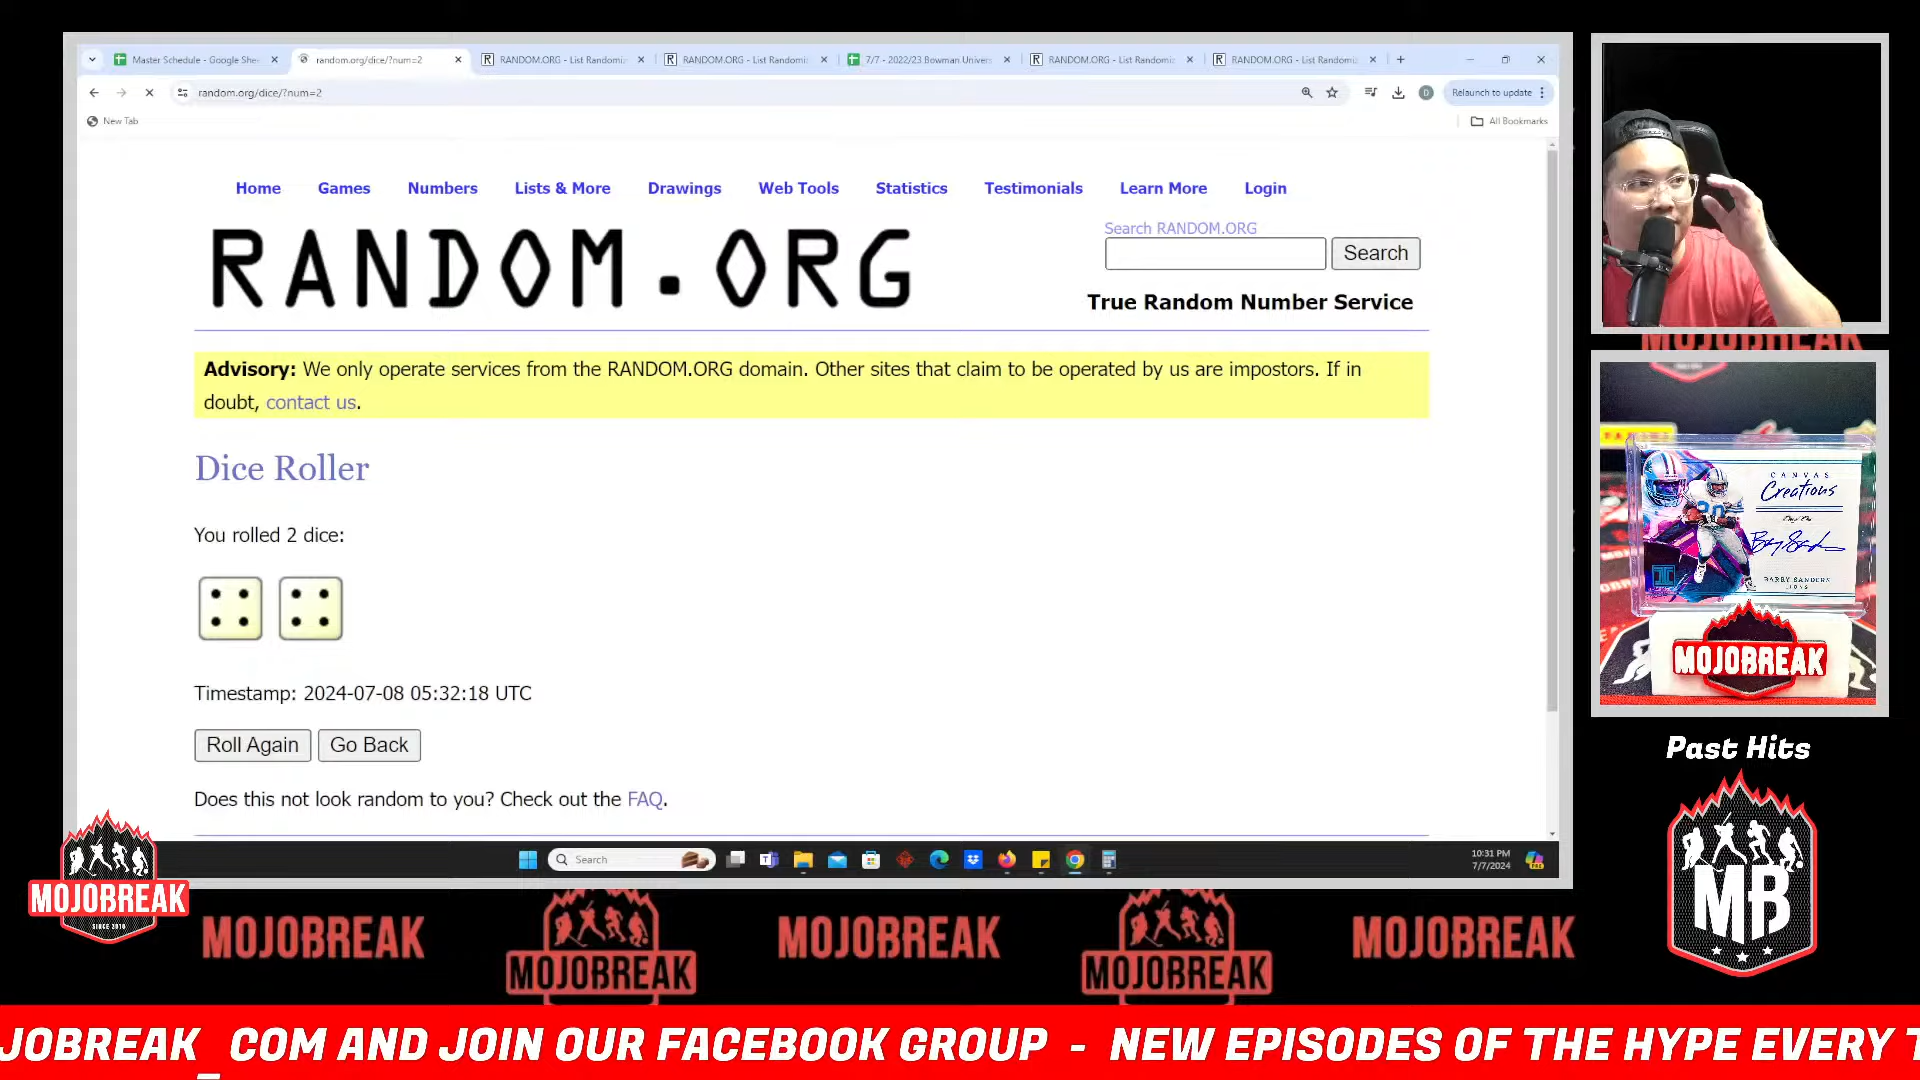 Master Schedule - Google She
random.org/dice/?num=2
RANDOM.ORG - List Randomiz
RANDOM.ORG - List Randomiz
7/7 - 2022/23 Bowman Univers
RANDOM.ORG - List Randomiz
RANDOM.ORG - List Randomiz
random.org/dice/?num=2
D
Relaunch to update
New Tab
All Bookmarks
Home Games Numbers Lists & More Drawings Web Tools Statistics Testimonials Learn More Login
RANDOM.ORG
Search RANDOM.ORG
Search
True Random Number Service
Advisory: We only operate services from the RANDOM.ORG domain. Other sites that claim to be operated by us are impostors. If in
doubt, contact us.
Dice Roller
You rolled 2 dice:
Timestamp: 2024-07-08 05:32:18 UTC
Roll Again Go Back
Does this not look random to you? Check out the FAQ.
Search
10:31 PM
7/7/2024
CANVAS
Creations
20
BARRY SANDERS
LIONS
MOJOBREAK
Past Hits
MB
MOJOBREAK
SINCE 2010
MOJOBREAK
MOJOBREAK
MOJOBREAK
MOJOBREAK
MOJOBREAK
JOBREAK_COM AND JOIN OUR FACEBOOK GROUP - NEW EPISODES OF THE HYPE EVERY T